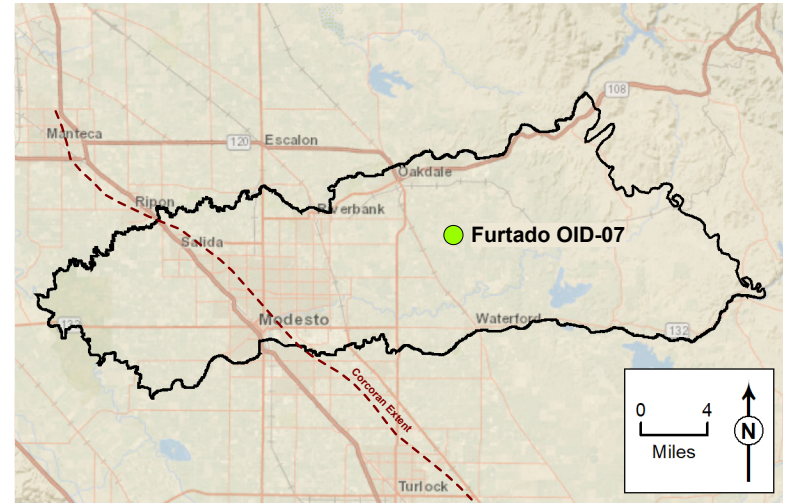 108
Manteca
120
Escalon
Oakdale
Ripon
Riverbank
Furtado OID-07
Salida
132
Modesto
Waterford
132
Corcoran Extent
0 4
Miles
N
Turlock